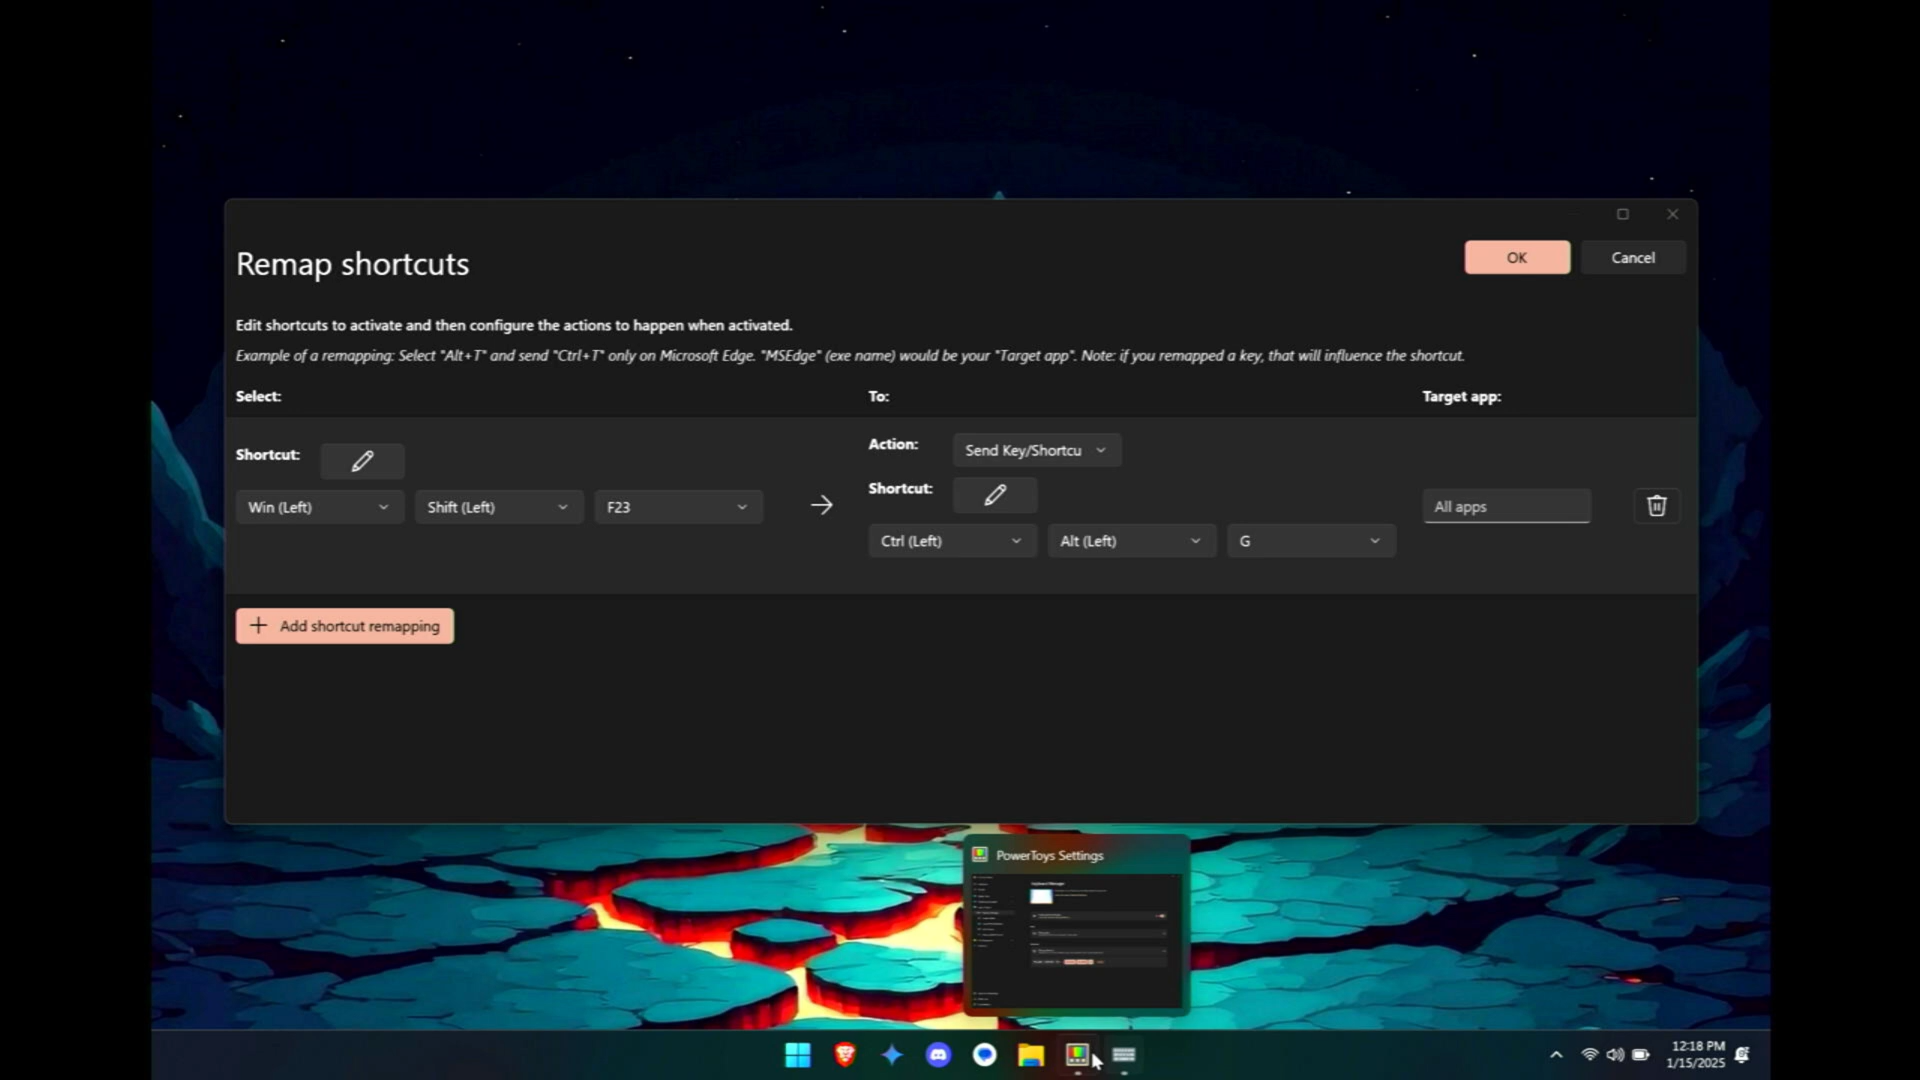 Remap shortcuts
OK
Cancel
Edit shortcuts to activate and then configure the actions to happen when activated.
Example of a remapping: Select "Alt+T" and send "Ctrl+T" only on Microsoft Edge. "MSEdge" (exe name) would be your "Target app". Note: if you remapped a key, that will influence the shortcut.
Select:
To:
Target app:
Shortcut:
Win (Left)
Shift (Left)
F23
Action:
Send Key/Shortcu
Shortcut:
Ctrl (Left)
Alt (Left)
G
All apps
Add shortcut remapping
PowerToys Settings
12:18 PM
1/15/2025